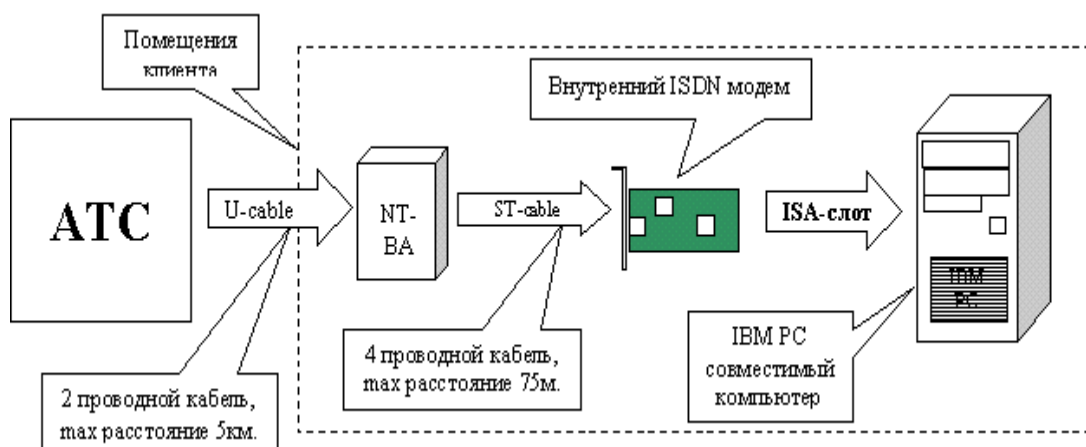 Помещения
клиента
Внутренний ISDN модем
АТС
U-cable
NT-
BA
ST-cable
ISA-слот
IBM
PC
4 проводной кабель,
max расстояние 75м.
IBM PC
совместимый
компьютер
2 проводной кабель,
max расстояние 5км.